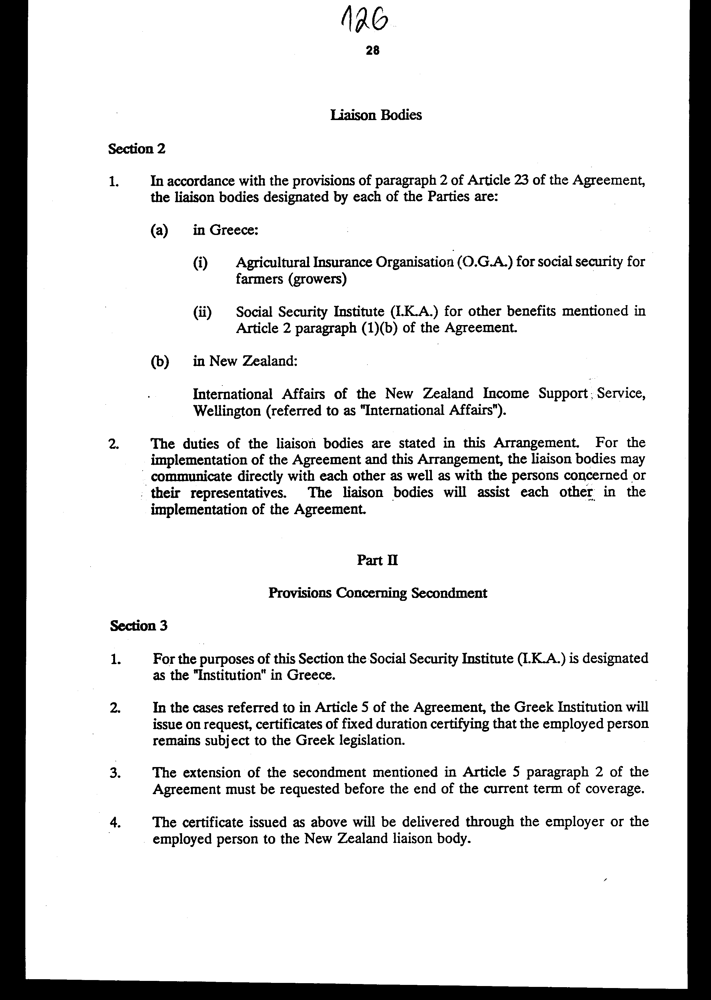 126
28
Liaison Bodies
Section 2
1. In accordance with the provisions of paragraph 2 of Article 23 of the Agreement,
the liaison bodies designated by each of the Parties are:
(a) in Greece:
(i) Agricultural Insurance Organisation (O.G.A.) for social security for
farmers (growers)
(ii) Social Security Institute (I.K.A.) for other benefits mentioned in
Article 2 paragraph (1)(b) of the Agreement.
(b) in New Zealand:
International Affairs of the New Zealand Income Support Service,
Wellington (referred to as "International Affairs").
2. The duties of the liaison bodies are stated in this Arrangement. For the
implementation of the Agreement and this Arrangement, the liaison bodies may
communicate directly with each other as well as with the persons concerned or
their representatives. The liaison bodies will assist each other in the
implementation of the Agreement.
Part II
Provisions Concerning Secondment
Section 3
1. For the purposes of this Section the Social Security Institute (I.K.A.) is designated
as the "Institution" in Greece.
2. In the cases referred to in Article 5 of the Agreement, the Greek Institution will
issue on request, certificates of fixed duration certifying that the employed person
remains subject to the Greek legislation.
3. The extension of the secondment mentioned in Article 5 paragraph 2 of the
Agreement must be requested before the end of the current term of coverage.
4. The certificate issued as above will be delivered through the employer or the
employed person to the New Zealand liaison body.